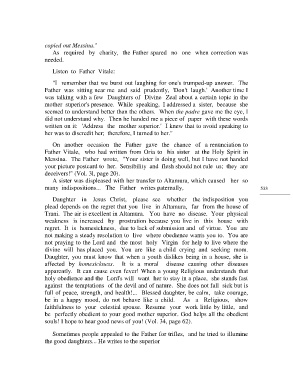 copied out Messina."
As required by charity, the Father spared no one when correction was
needed.
Listen to Father Vitale:
"I remember that we burst out laughing for one's trumped-up answer. The
Father was sitting near me and said prudently, 'Don't laugh.' Another time I
was talking with a few Daughters of Divine Zeal about a certain topic in the
mother superior's presence. While speaking, I addressed a sister, because she
seemed to understand better than the others. When the padre gave me the eye, I
did not understand why. Then he handed me a piece of paper with these words
written on it: 'Address the mother superior.' I knew that to avoid speaking to
her was to discredit her; therefore, I turned to her."
On another occasion the Father gave the chance of a renunciation to
Father Vitale, who had written from Oria to his sister at the Holy Spirit in
Messina. The Father wrote, "Your sister is doing well, but I have not handed
your picture postcard to her. Sensibility and flesh should not rule us; they are
deceivers!" (Vol. 31, page 20).
A sister was displeased with her transfer to Altamura, which caused her so
many indispositions... The Father writes paternally,
Daughter in Jesus Christ, please see whether the indisposition you
plead depends on the regret that you live in Altamura, far from the house of
Trani. The air is excellent in Altamura. You have no disease. Your physical
weakness is increased by prostration because you live in this house with
regret. It is homesickness, due to lack of submission and of virtue. You are
not making a steady resolution to live where obedience wants you to. You are
not praying to the Lord and the most holy Virgin for help to live where the
divine will has placed you. You are like a child crying and seeking mom.
Daughter, you must know that when a youth dislikes being in a house, she is
affected by homesickness. It is a moral disease causing other diseases
apparently. It can cause even fever! When a young Religious understands that
holy obedience and the Lord's will want her to stay in a place, she stands fast
against the temptations of the devil and of nature. She does not fall sick but is
full of peace, strength, and health!... Blessed daughter, be calm, take courage,
be in a happy mood, do not behave like a child. As a Religious, show
faithfulness to your celestial spouse. Resume your work little by little, and
be perfectly obedient to your good mother superior. God helps all the obedient
souls! I hope to hear good news of you! (Vol. 34, page 62).
Sometimes people appealed to the Father for trifles, and he tried to illumine
the good daughters... He writes to the superior